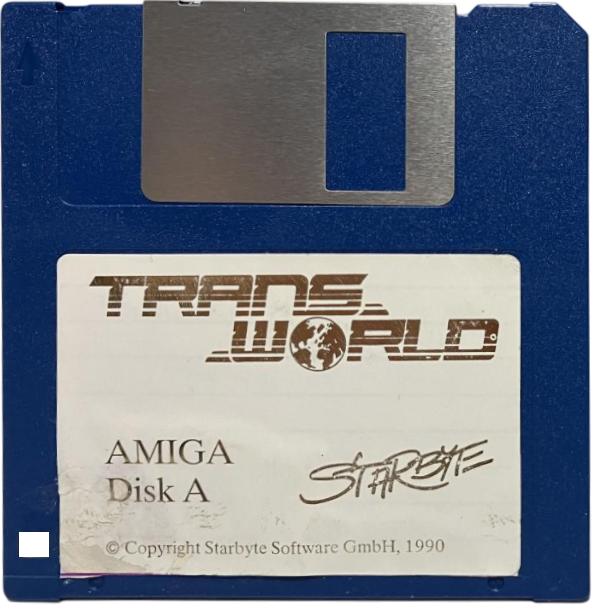 TRANS
WORLD
AMIGA
Disk A
STARBYTE
© Copyright Starbyte Software GmbH, 1990